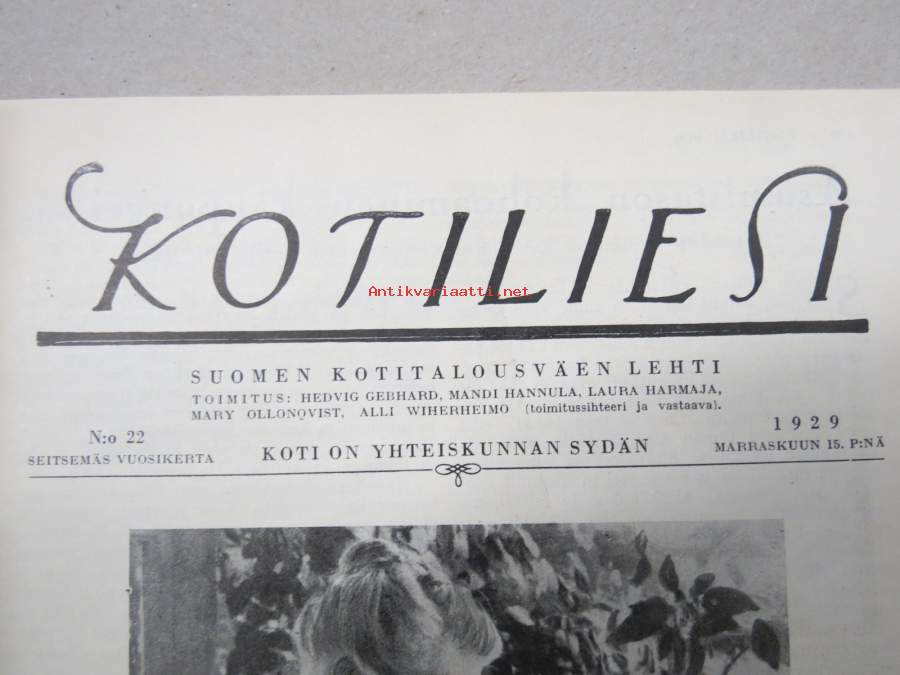 KOTILIESI
Antikvariaatti.net
SUOMEN KOTITALOUSVÄEN LEHTI
TOIMITUS: HEDVIG GEBHARD, MANDI HANNULA, LAURA HARMAJA,
MARY OLLONQVIST, ALLI WIHERHEIMO (toimitussihteeri ja vastaava).
N:o 22
SEITSEMÄS VUOSIKERTA
KOTI ON YHTEISKUNNAN SYDÄN
1929
MARRASKUUN 15. P:NÄ